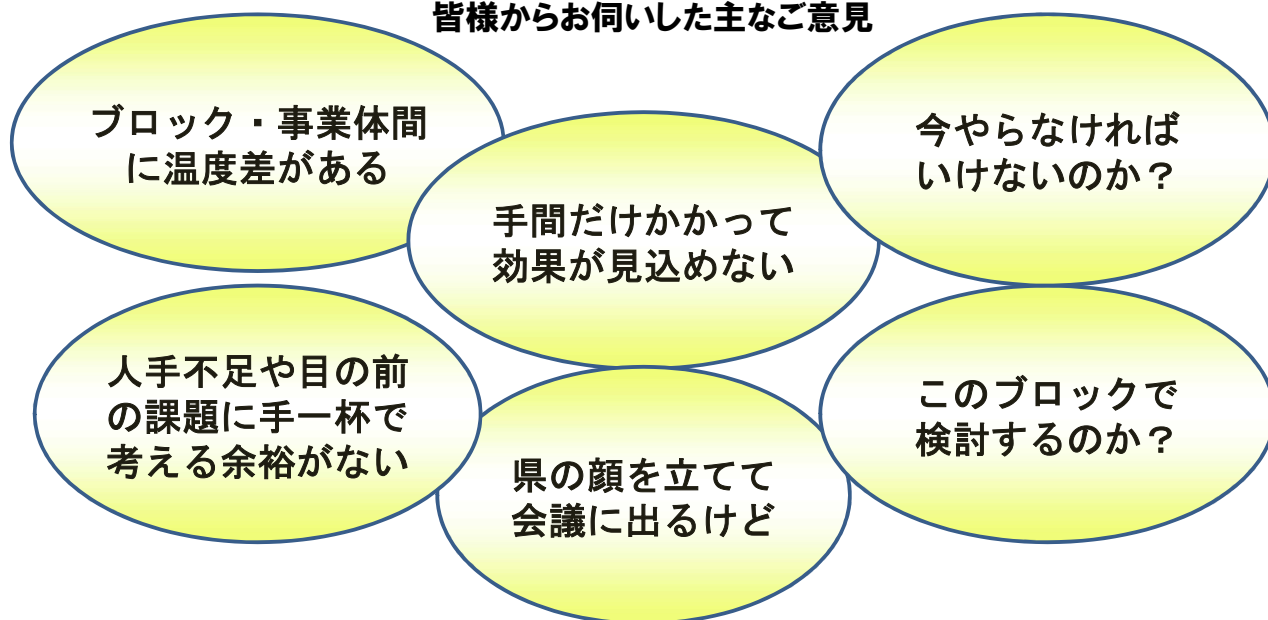 皆様からお伺いした主なご意見
ブロック・事業体間
に温度差がある
手間だけかかって
効果が見込めない
今やらなければ
いけないのか？
人手不足や目の前
の課題に手一杯で
考える余裕がない
県の顔を立てて
会議に出るけど
このブロックで
検討するのか？